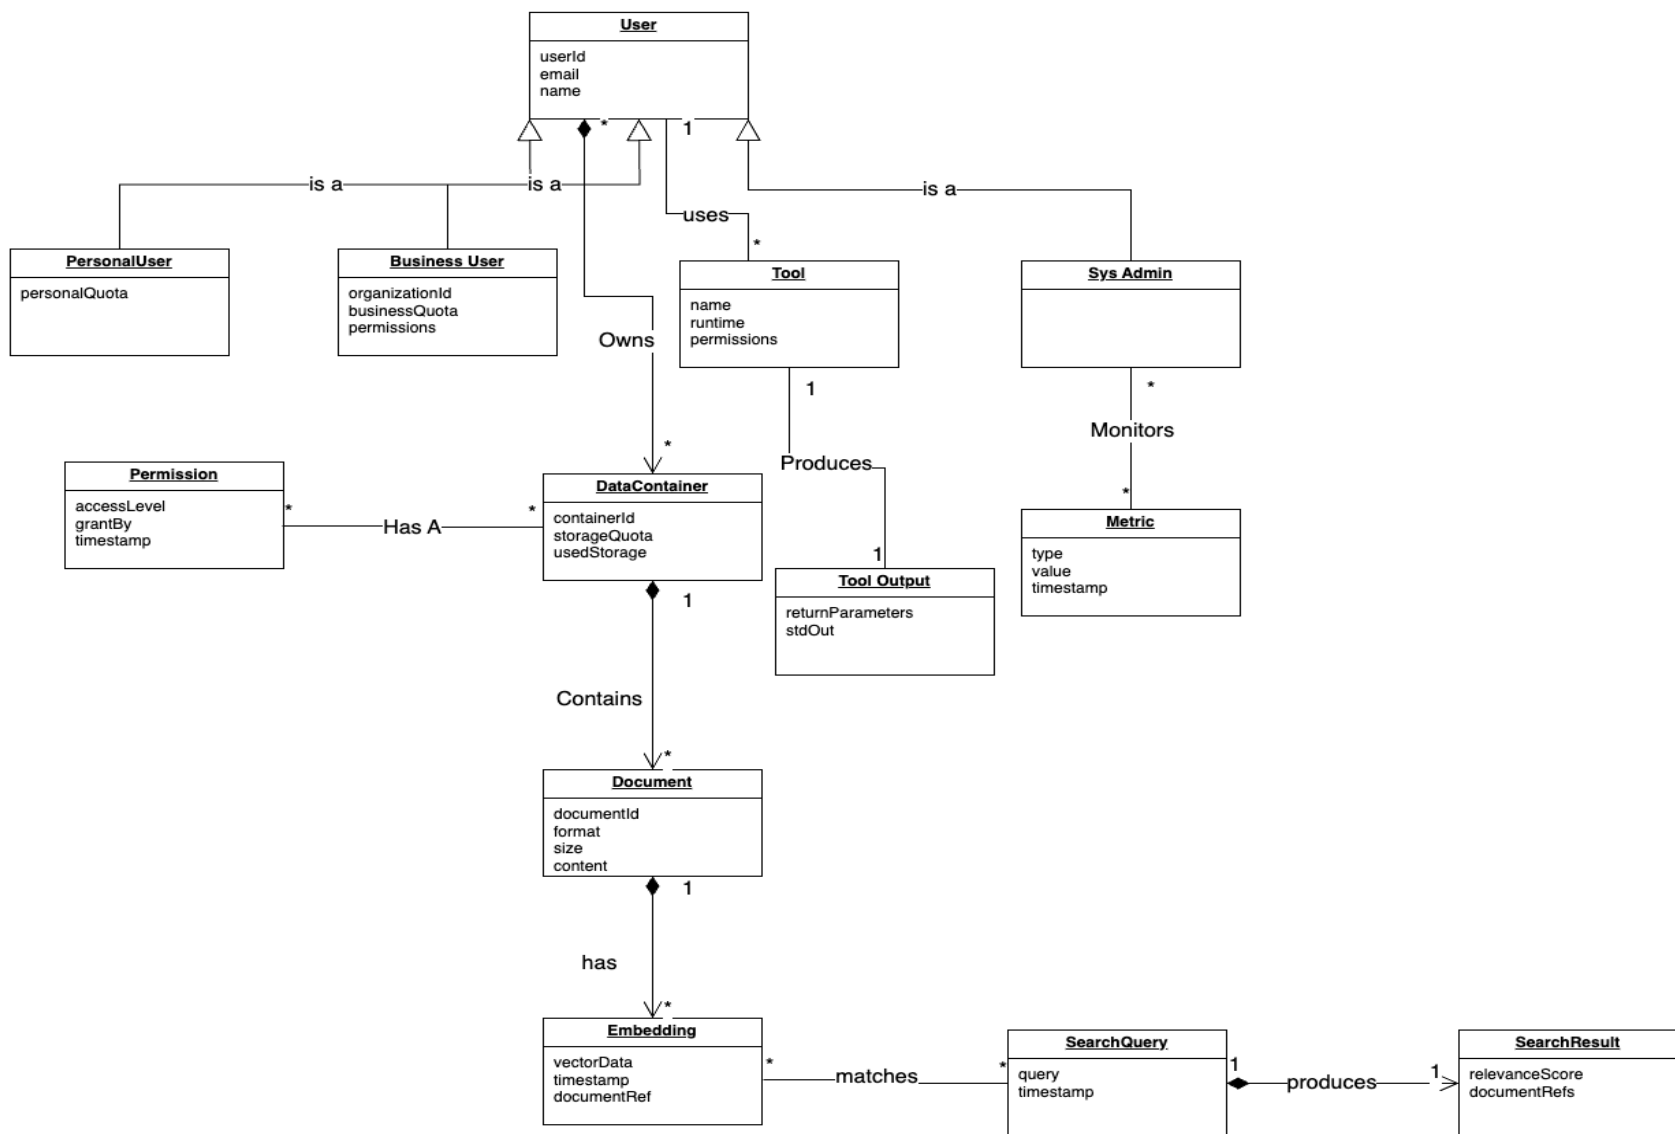 User
userId
email
name
*
1
is a
is a
is a
uses
*
PersonalUser
personalQuota
Business User
organizationId
businessQuota
permissions
Tool
name
runtime
permissions
Sys Admin
Owns
1
*
Monitors
*
Produces
*
Permission
accessLevel
grantBy
timestamp
*
Has A
*
DataContainer
containerId
storageQuota
usedStorage
Metric
type
value
timestamp
1
1
Tool Output
returnParameters
stdOut
Contains
*
Document
documentId
format
size
content
1
has
*
Embedding
vectorData
timestamp
documentRef
*
matches
*
SearchQuery
query
timestamp
1
produces
1
SearchResult
relevanceScore
documentRefs